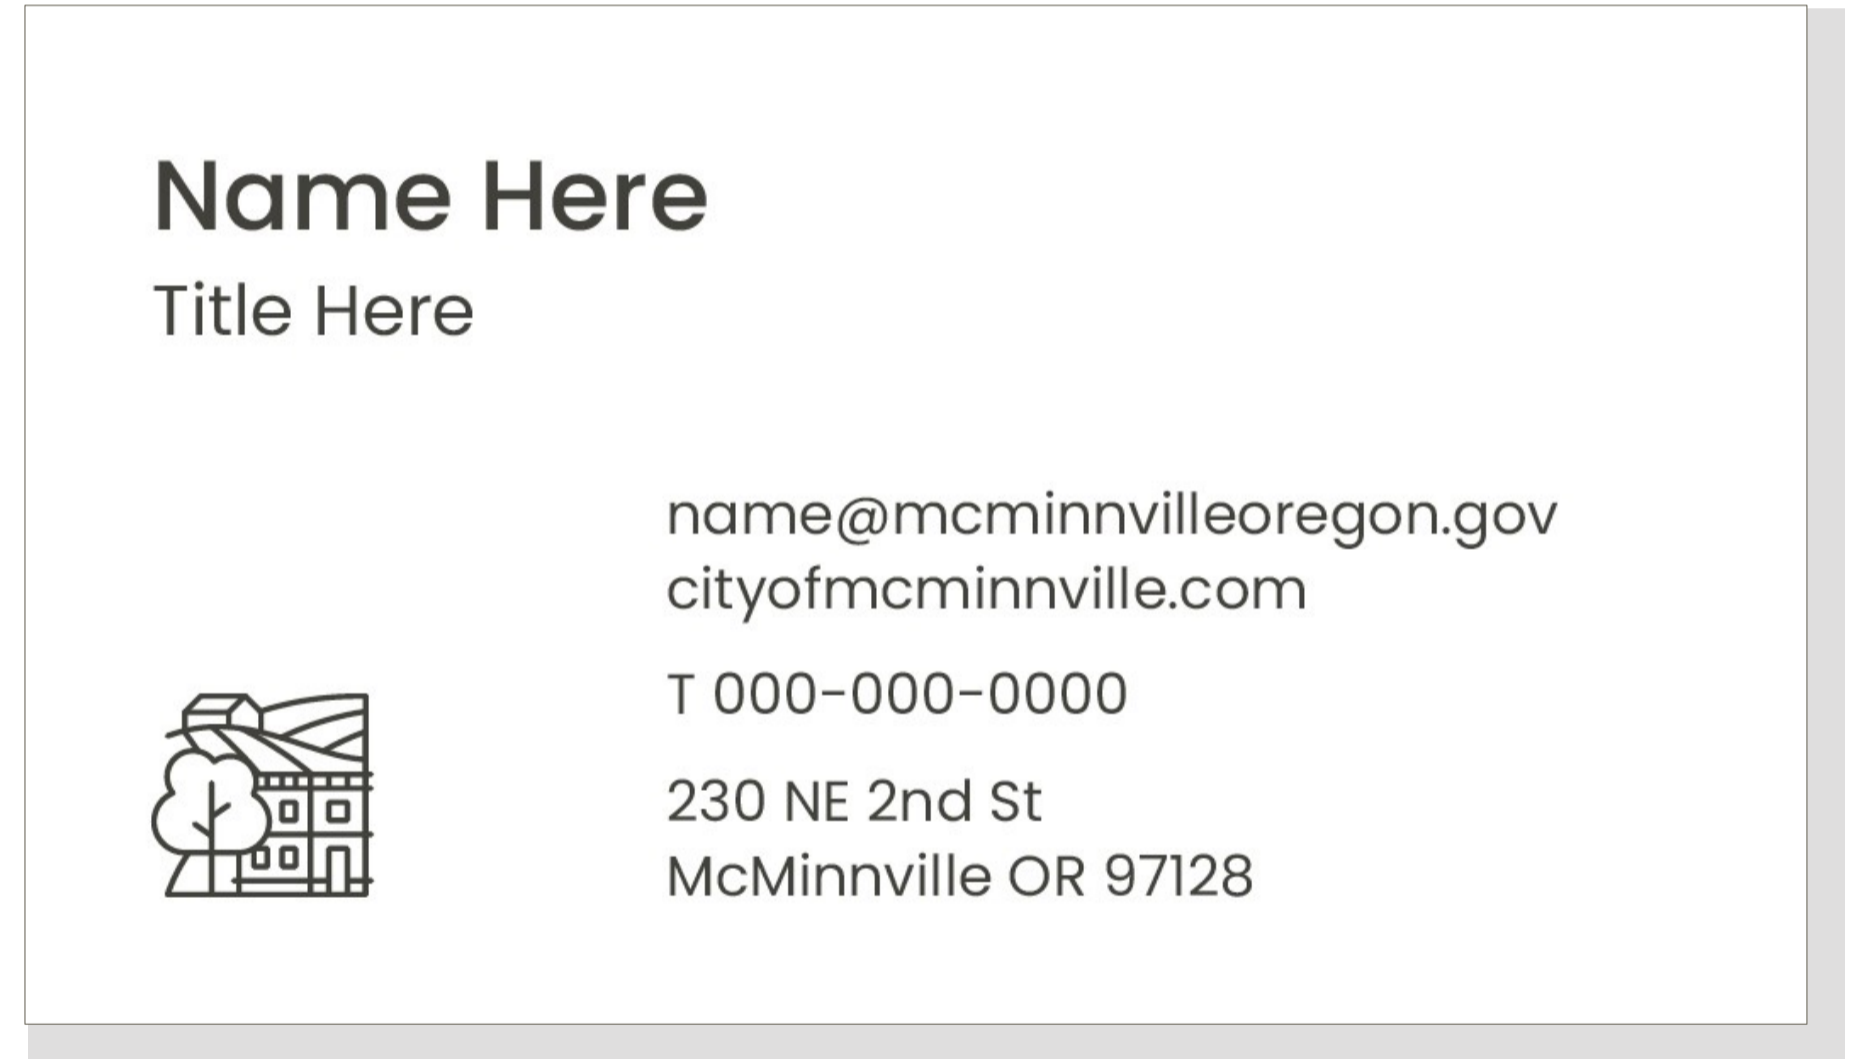 Name Here
Title Here
name@mcminnvilleoregon.gov
cityofmcminnville.com
T 000-000-0000
230 NE 2nd St
McMinnville OR 97128